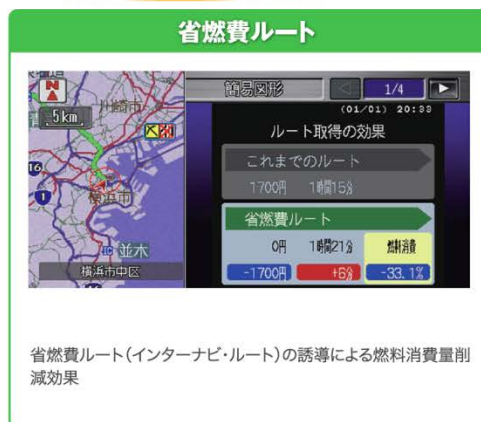 省燃費ルート
N
5km
川崎市
16
1
横浜市
並木
横浜市中区
簡易図形
1/4
(01/01) 20:33
ルート取得の効果
これまでのルート
1700円 1時間15分
省燃費ルート
0円 1時間21分 燃料消費
-1700円 +6分 -33.1%
省燃費ルート(インターナビ・ルート)の誘導による燃料消費量削
減効果